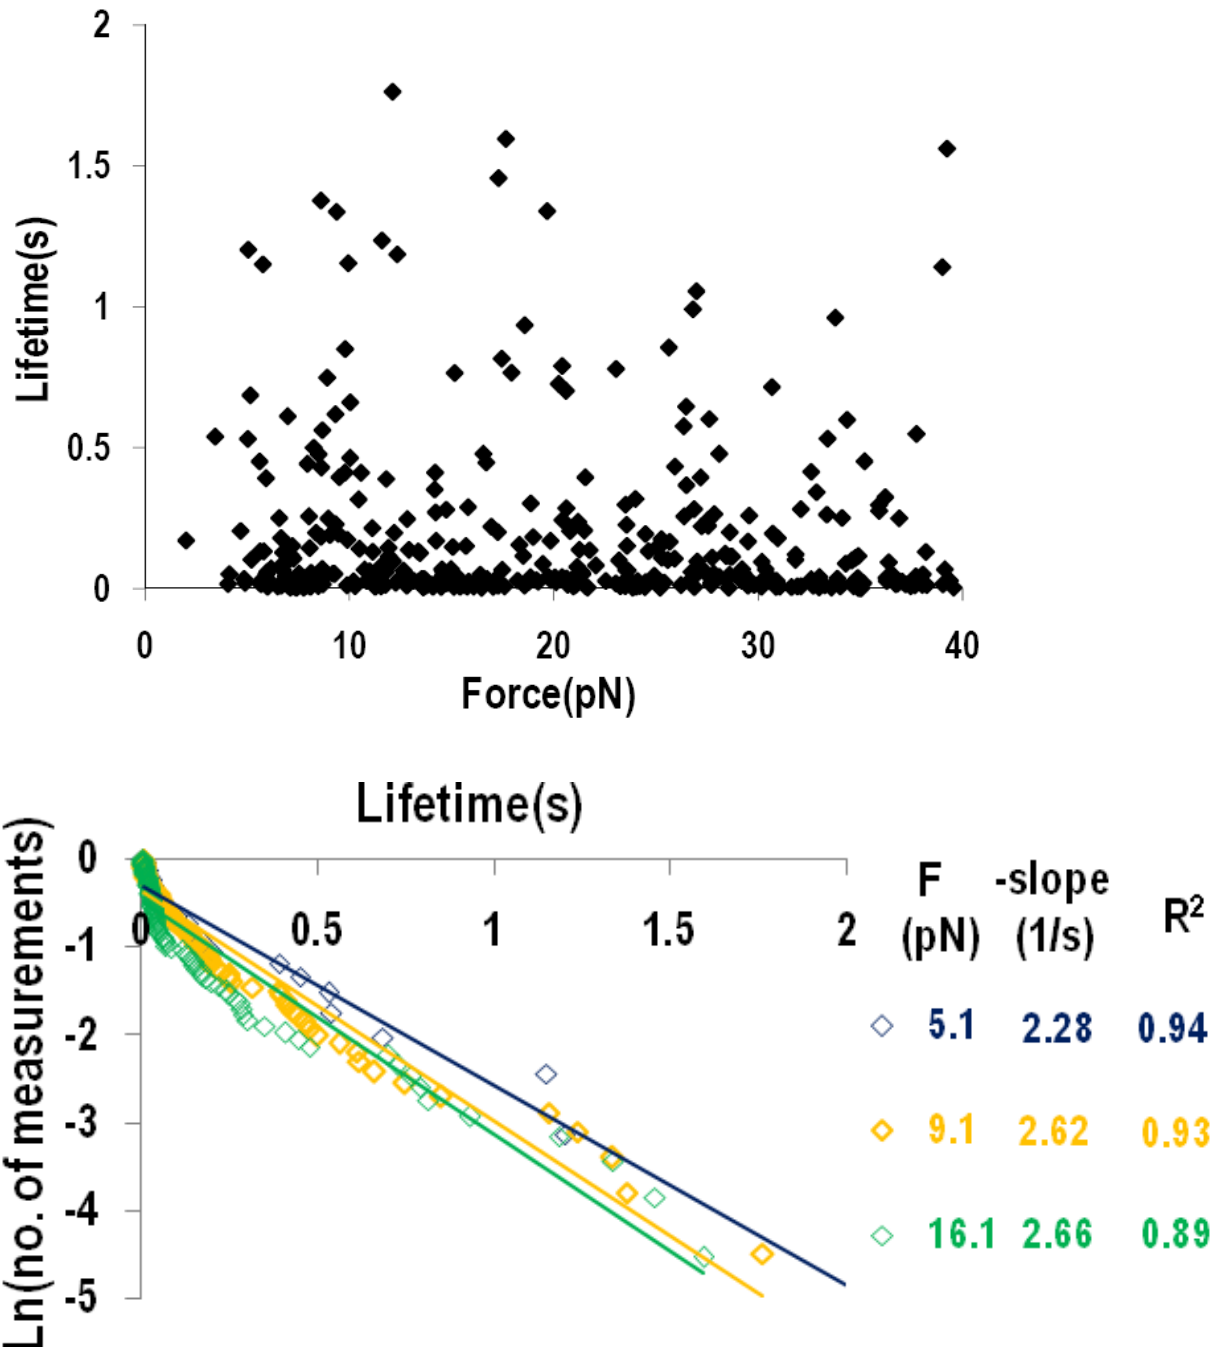 2
1.5
1
0.5
0
Lifetime(s)
0
10
20
30
40
Force(pN)
Lifetime(s)
0
-1
-2
-3
-4
-5
Ln(no. of measurements)
0
0.5
1
1.5
2
F -slope R²
(pN) (1/s)
5.1 2.28 0.94
9.1 2.62 0.93
16.1 2.66 0.89